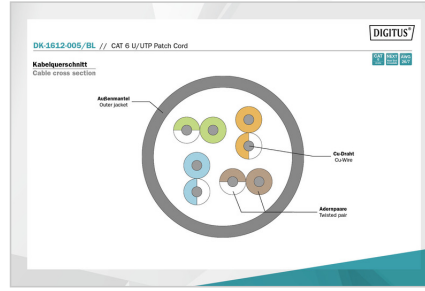 DIGITUS®
DK-1612-005/BL // CAT 6 U/UTP Patch Cord
Kabelquerschnitt
Cable cross section
Außenmantel
Outer jacket
Cu-Draht
Cu-Wire
Adernpaare
Twisted pair